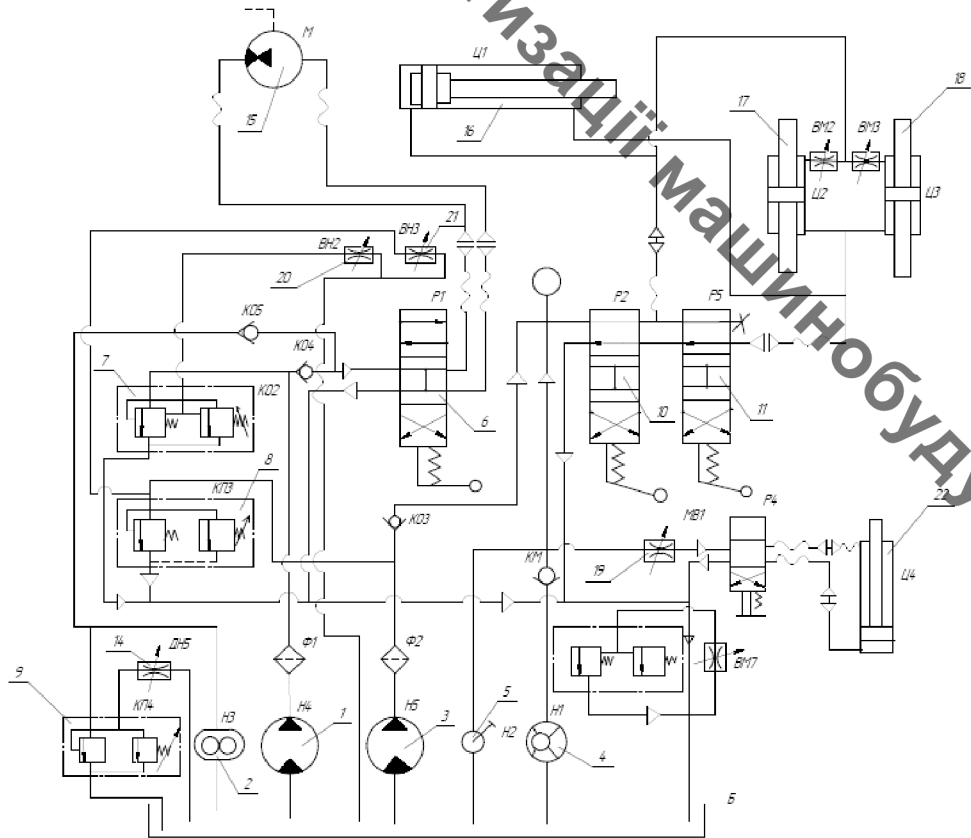 тизації машинобуду
М
15
Ц1
16
17
18
ВМ2
ВМ3
Ц2
Ц3
ВН2
20
ВН3
21
Р1
Р2
Р5
КО5
КО4
7
КО2
6
10
11
8
КП3
КО3
КМ
МВ1
19
Р4
22
Ц4
14
ДН5
Ф1
Ф2
ВМ7
9
КП4
Н3
2
Н4
1
Н5
3
5
Н2
Н1
4
Б